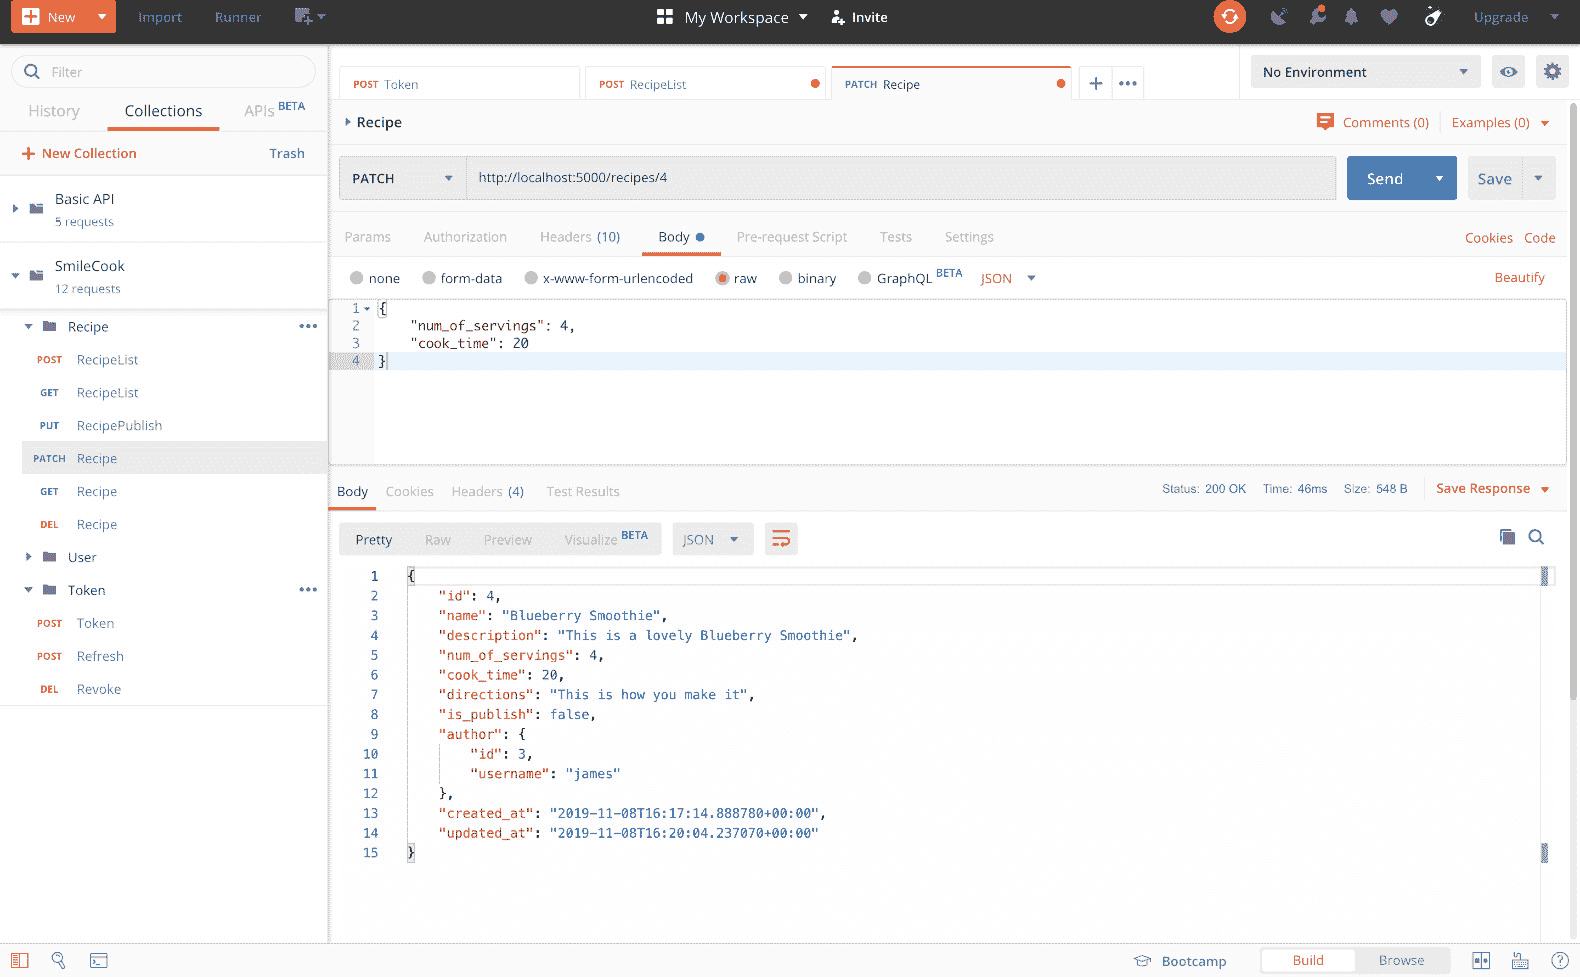 New Import Runner My Workspace Invite Upgrade
Filter
History Collections APIs BETA
New Collection Trash
Basic API
5 requests
SmileCook
12 requests
Recipe
POST RecipeList
GET RecipeList
PUT RecipePublish
PATCH Recipe
GET Recipe
DEL Recipe
User
Token
POST Token
POST Refresh
DEL Revoke
POST Token POST RecipeList PATCH Recipe No Environment
Recipe Comments (0) Examples (0)
PATCH http://localhost:5000/recipes/4 Send Save
Params Authorization Headers (10) Body Pre-request Script Tests Settings Cookies Code
none form-data x-www-form-urlencoded raw binary GraphQL BETA JSON Beautify
1 {
2 "num_of_servings": 4,
3 "cook_time": 20
4 }
Body Cookies Headers (4) Test Results Status: 200 OK Time: 46ms Size: 548 B Save Response
Pretty Raw Preview Visualize BETA JSON
1 {
2 "id": 4,
3 "name": "Blueberry Smoothie",
4 "description": "This is a lovely Blueberry Smoothie",
5 "num_of_servings": 4,
6 "cook_time": 20,
7 "directions": "This is how you make it",
8 "is_publish": false,
9 "author": {
10 "id": 3,
11 "username": "james"
12 },
13 "created_at": "2019-11-08T16:17:14.888780+00:00",
14 "updated_at": "2019-11-08T16:20:04.237070+00:00"
15 }
Bootcamp Build Browse